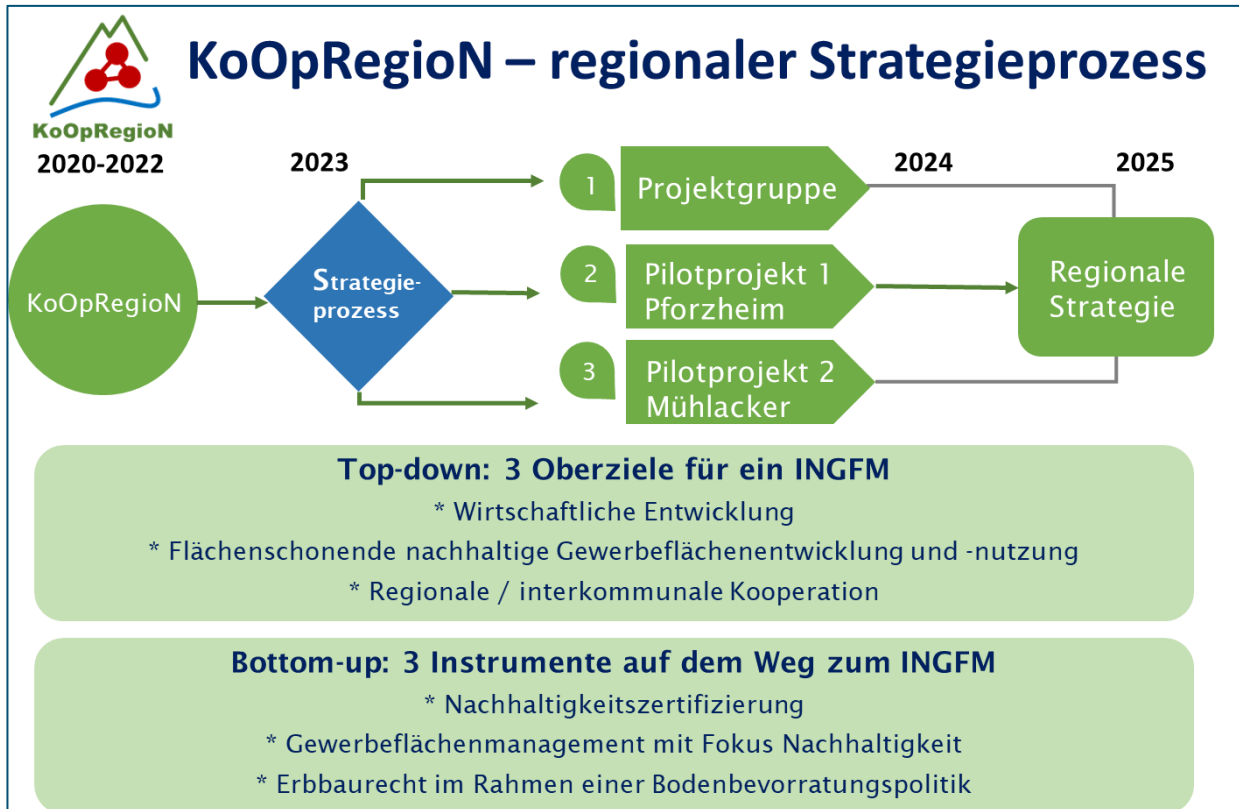 KoOpRegioN – regionaler Strategieprozess
KoOpRegioN
2020-2022
2023
2024
2025
KoOpRegioN
Strategie-
prozess
1
Projektgruppe
2
Pilotprojekt 1
Pforzheim
3
Pilotprojekt 2
Mühlacker
Regionale
Strategie
Top-down: 3 Oberziele für ein INGFM
* Wirtschaftliche Entwicklung
* Flächenschonende nachhaltige Gewerbeflächenentwicklung und -nutzung
* Regionale / interkommunale Kooperation
Bottom-up: 3 Instrumente auf dem Weg zum INGFM
* Nachhaltigkeitszertifizierung
* Gewerbeflächenmanagement mit Fokus Nachhaltigkeit
* Erbbaurecht im Rahmen einer Bodenbevorratungspolitik